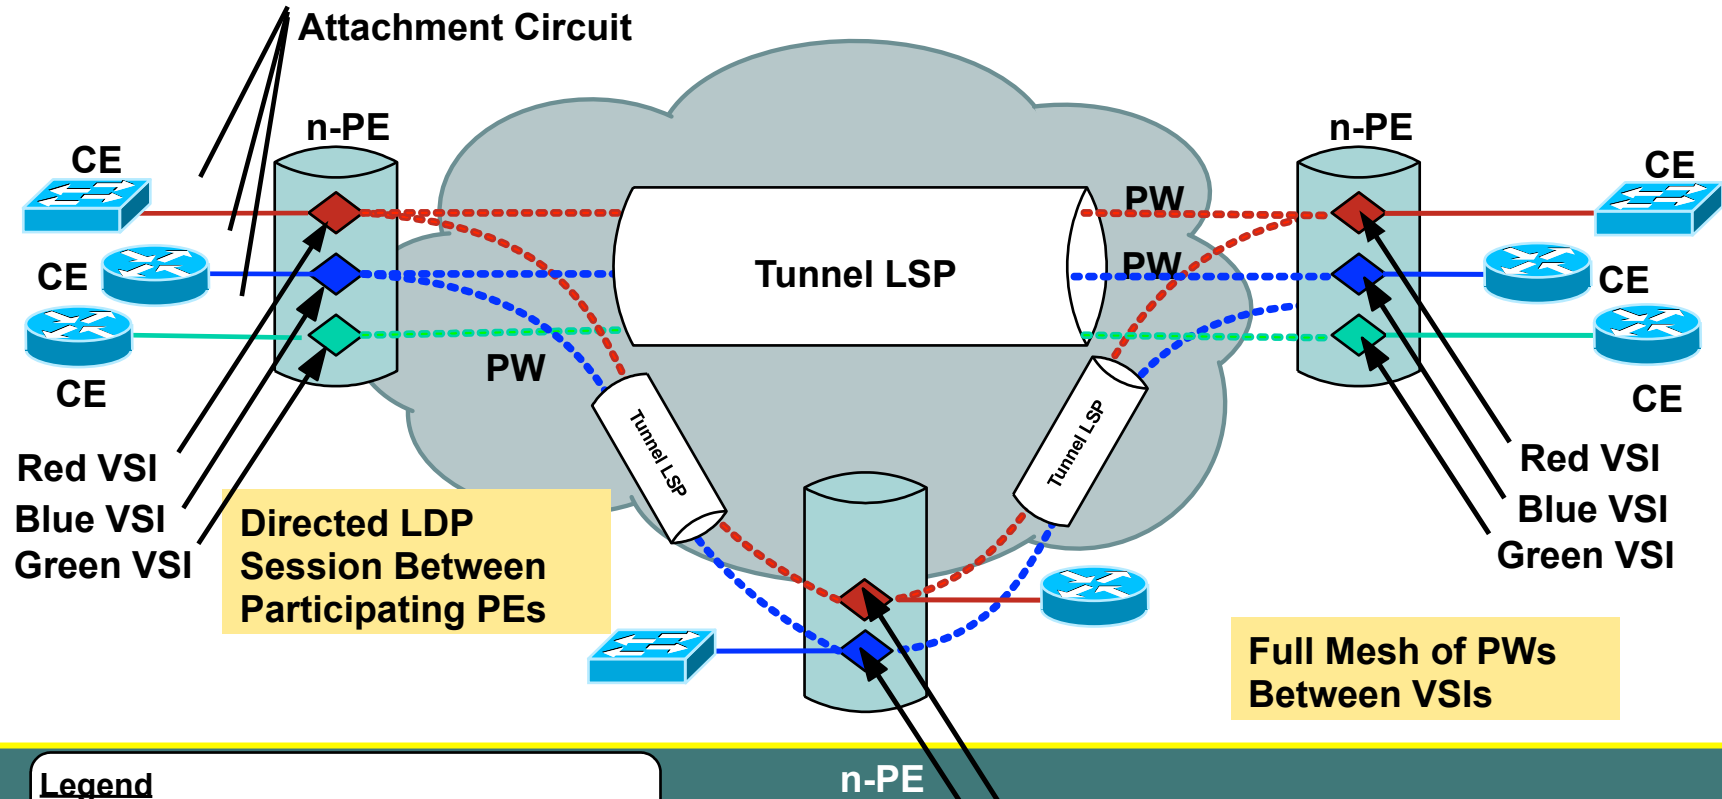 Attachment Circuit
n-PE
n-PE
CE
CE
PW
PW
Tunnel LSP
CE
CE
PW
CE
CE
Tunnel LSP
Tunnel LSP
Red VSI
Blue VSI
Green VSI
Red VSI
Blue VSI
Green VSI
Directed LDP
Session Between
Participating PEs
Full Mesh of PWs
Between VSIs
n-PE
Legend